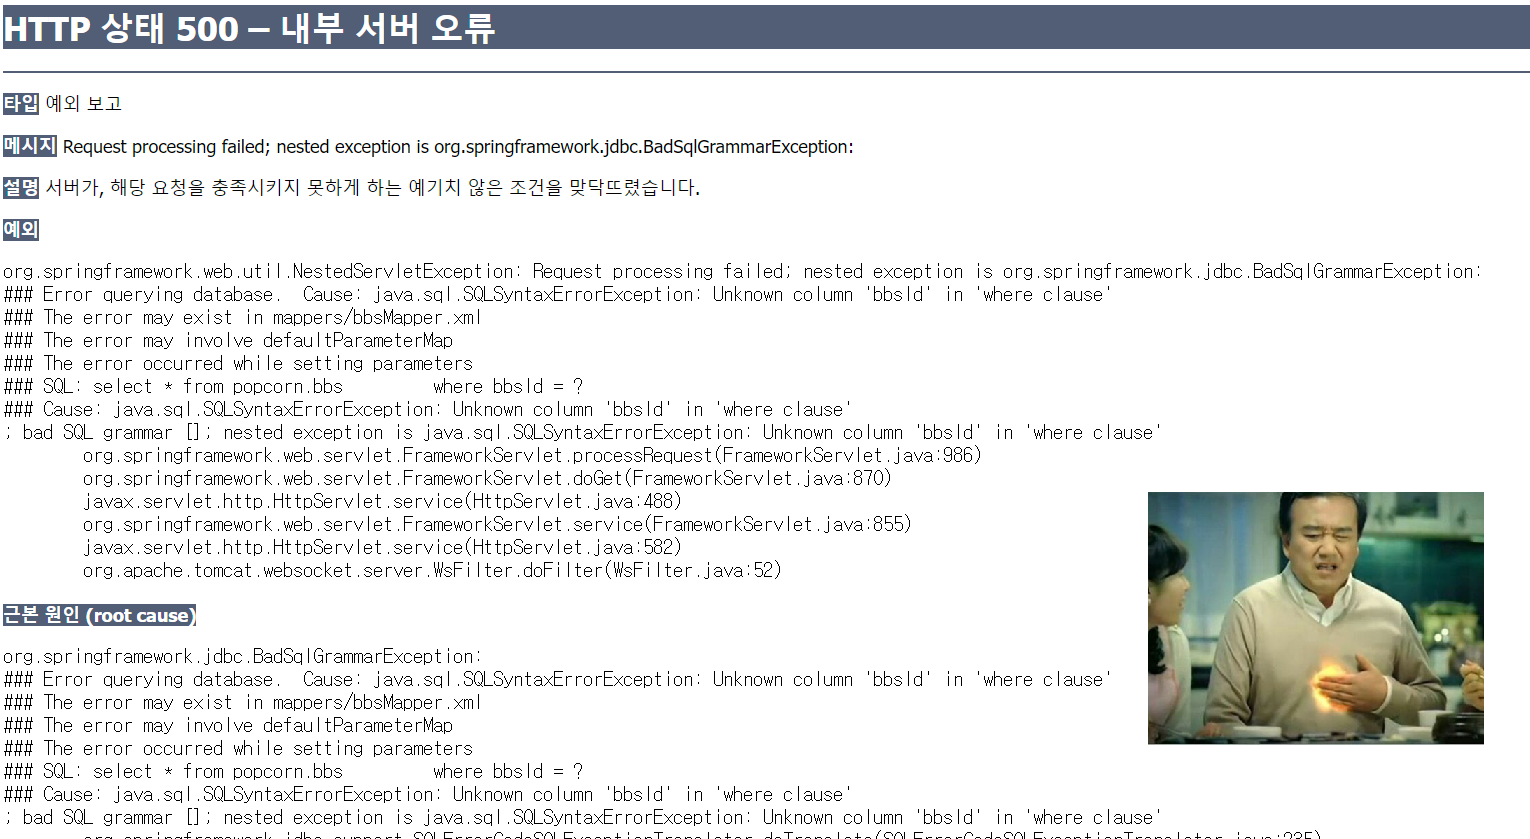 HTTP 상태 500 – 내부 서버 오류
타입 예외 보고
메시지 Request processing failed; nested exception is org.springframework.jdbc.BadSqlGrammarException:
설명 서버가, 해당 요청을 충족시키지 못하게 하는 예기치 않은 조건을 맞닥뜨렸습니다.
예외
org.springframework.web.util.NestedServletException: Request processing failed; nested exception is org.springframework.jdbc.BadSqlGrammarException:
### Error querying database.  Cause: java.sql.SQLSyntaxErrorException: Unknown column 'bbsId' in 'where clause'
### The error may exist in mappers/bbsMapper.xml
### The error may involve defaultParameterMap
### The error occurred while setting parameters
### SQL: select * from popcorn.bbs         where bbsId = ?
### Cause: java.sql.SQLSyntaxErrorException: Unknown column 'bbsId' in 'where clause'
; bad SQL grammar []; nested exception is java.sql.SQLSyntaxErrorException: Unknown column 'bbsId' in 'where clause'
org.springframework.web.servlet.FrameworkServlet.processRequest(FrameworkServlet.java:986)
org.springframework.web.servlet.FrameworkServlet.doGet(FrameworkServlet.java:870)
javax.servlet.http.HttpServlet.service(HttpServlet.java:488)
org.springframework.web.servlet.FrameworkServlet.service(FrameworkServlet.java:855)
javax.servlet.http.HttpServlet.service(HttpServlet.java:582)
org.apache.tomcat.websocket.server.WsFilter.doFilter(WsFilter.java:52)
근본 원인 (root cause)
org.springframework.jdbc.BadSqlGrammarException:
### Error querying database.  Cause: java.sql.SQLSyntaxErrorException: Unknown column 'bbsId' in 'where clause'
### The error may exist in mappers/bbsMapper.xml
### The error may involve defaultParameterMap
### The error occurred while setting parameters
### SQL: select * from popcorn.bbs         where bbsId = ?
### Cause: java.sql.SQLSyntaxErrorException: Unknown column 'bbsId' in 'where clause'
; bad SQL grammar []; nested exception is java.sql.SQLSyntaxErrorException: Unknown column 'bbsId' in 'where clause'
org.springframework.jdbc.support.SQLErrorCodeSQLExceptionTranslator.doTranslate(SQLErrorCodeSQLExceptionTranslator.java:235)